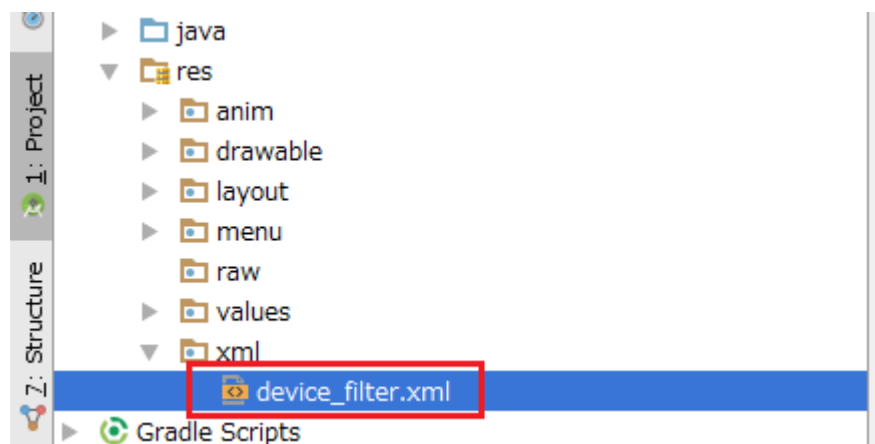 java
res
anim
drawable
layout
menu
raw
values
xml
device_filter.xml
Gradle Scripts
1: Project
7: Structure